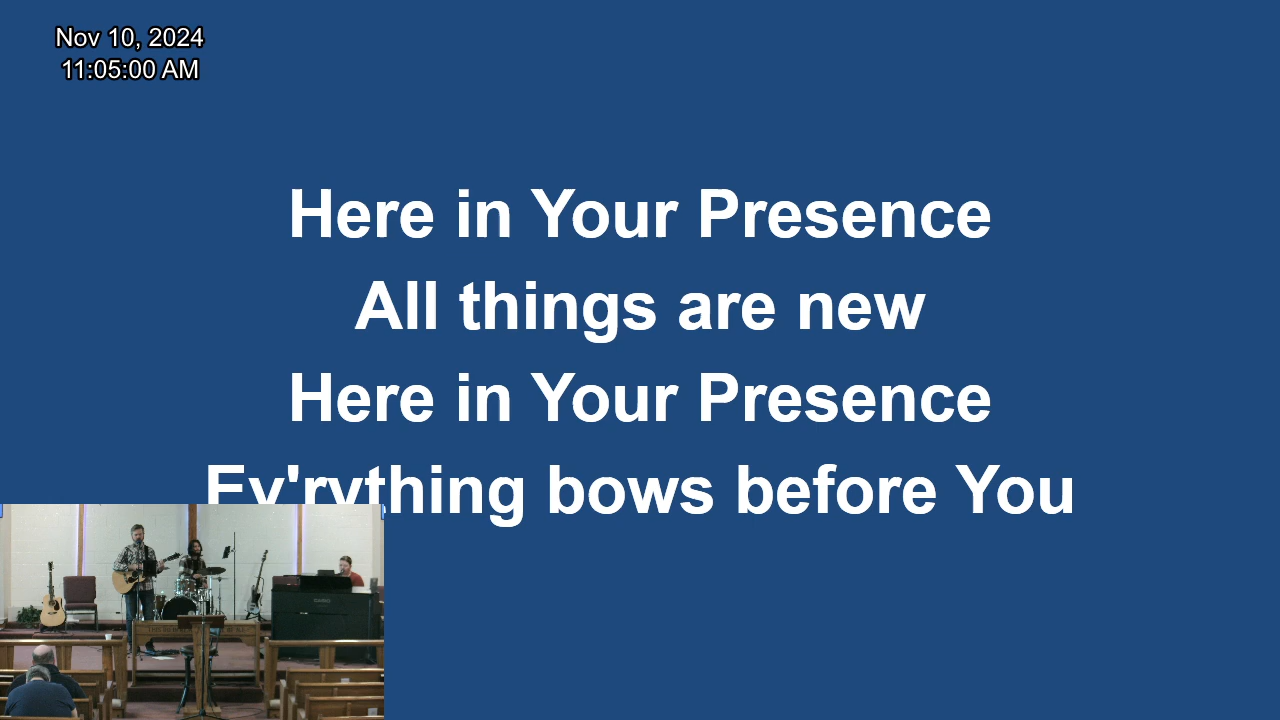 Nov 10, 2024
11:05:00 AM
Here in Your Presence
All things are new
Here in Your Presence
Ev'rything bows before You